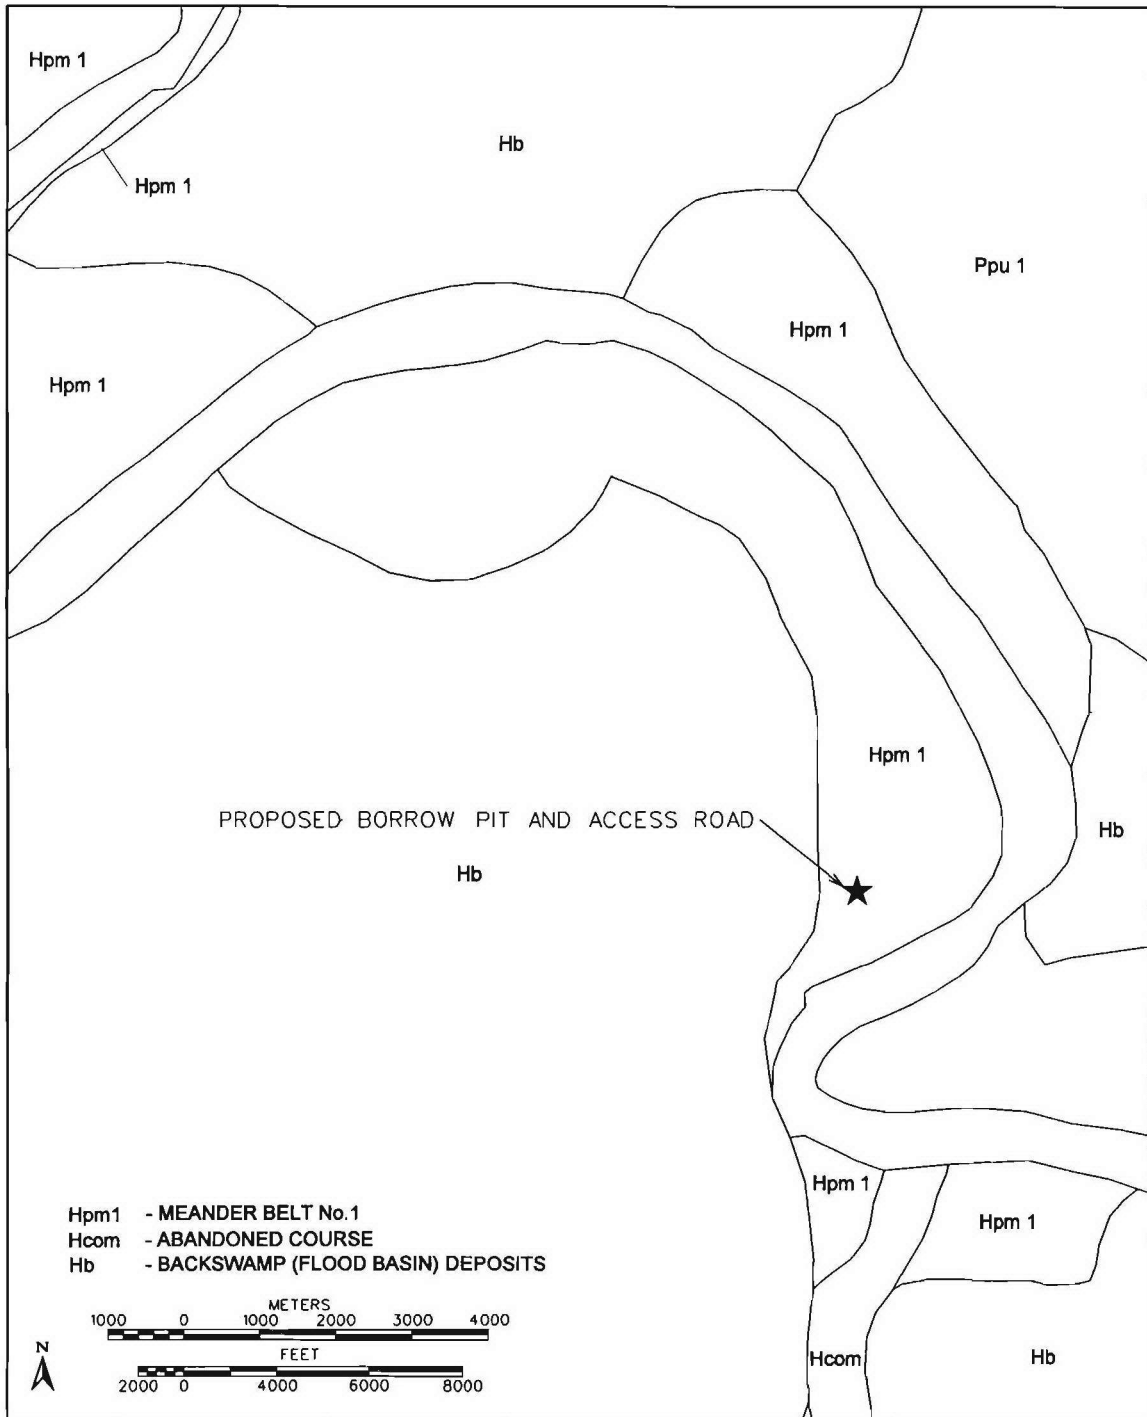 Hpm 1
Hb
Hpm 1
Ppu 1
Hpm 1
Hpm 1
Hpm 1
PROPOSED BORROW PIT AND ACCESS ROAD
Hb
Hb
Hpm 1
Hpm 1
Hpm1 - MEANDER BELT No.1
Hcom - ABANDONED COURSE
Hb - BACKSWAMP (FLOOD BASIN) DEPOSITS
METERS
1000 0 1000 2000 3000 4000
FEET
2000 0 4000 6000 8000
N
Hcom
Hb